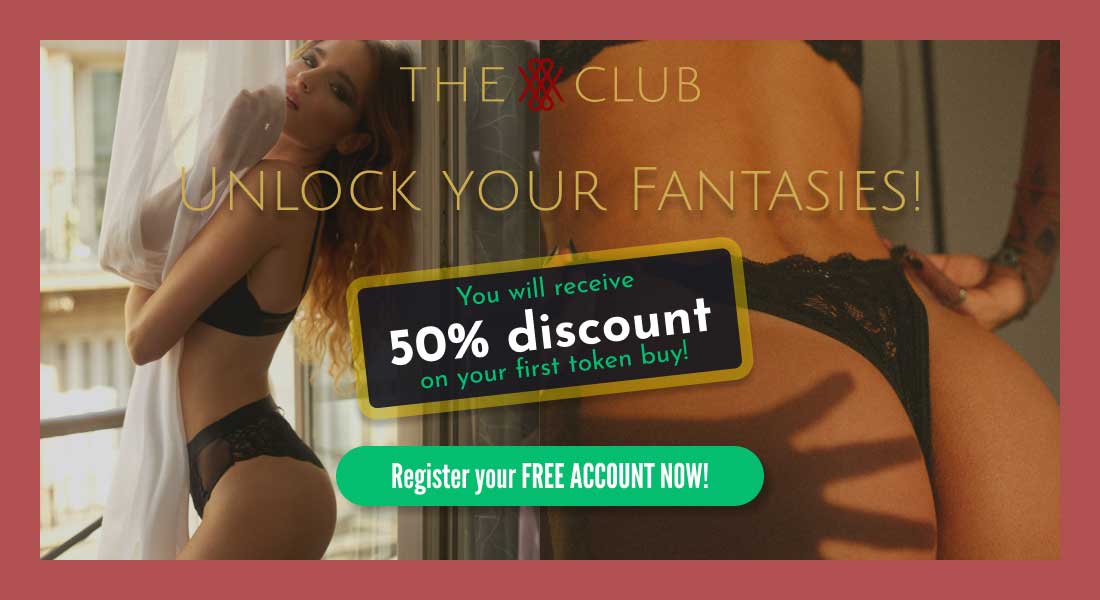 THE CLUB
UNLOCK YOUR FANTASIES!
You will receive
50% discount
on your first token buy!
Register your FREE ACCOUNT NOW!